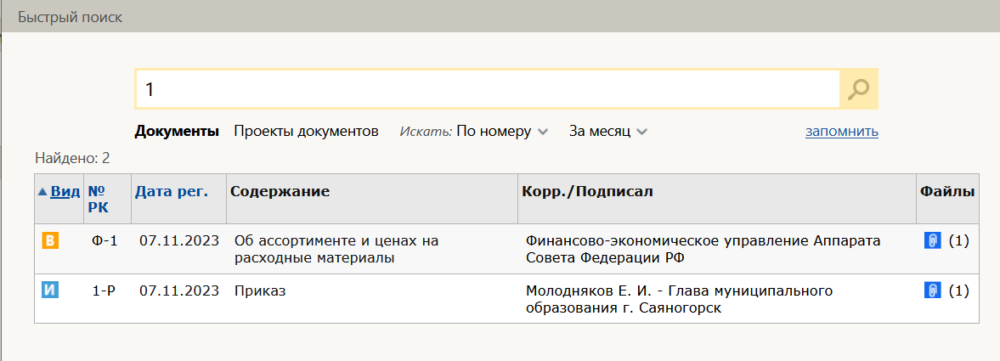 Быстрый поиск
1
Документы Проекты документов Искать: По номеру За месяц запомнить
Найдено: 2
Вид № РК Дата рег. Содержание Корр./Подписал Файлы
В Ф-1 07.11.2023 Об ассортименте и ценах на расходные материалы Финансово-экономическое управление Аппарата Совета Федерации РФ (1)
И 1-Р 07.11.2023 Приказ Молодняков Е. И. - Глава муниципального образования г. Саяногорск (1)